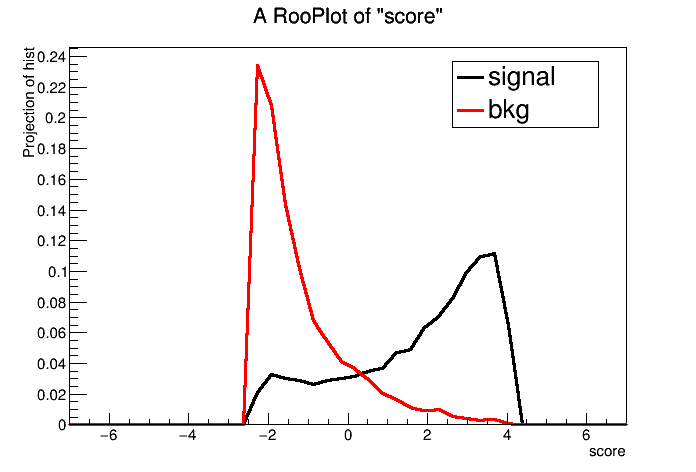 A RooPlot of "score"
Projection of hist
0.24
0.22
0.2
0.18
0.16
0.14
0.12
0.1
0.08
0.06
0.04
0.02
0
signal
bkg
−6 −4 −2 0 2 4 6
score